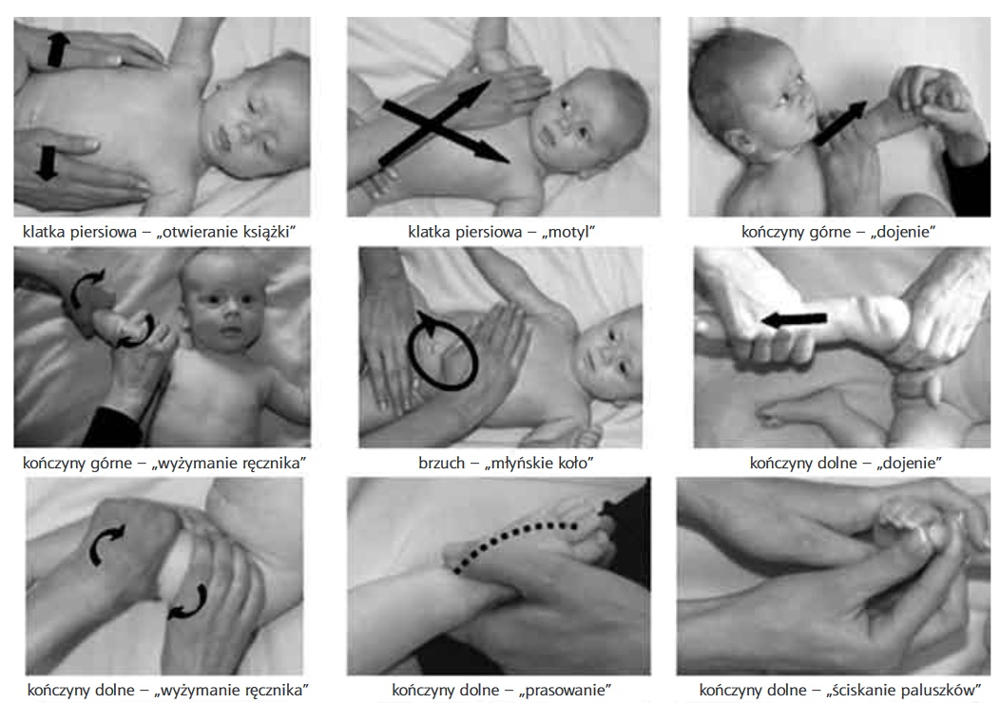 klatka piersiowa – „otwieranie książki”
klatka piersiowa – „motyl”
kończyny górne – „dojenie”
kończyny górne – „wyżymanie ręcznika”
brzuch – „młyńskie koło”
kończyny dolne – „dojenie”
kończyny dolne – „wyżymanie ręcznika”
kończyny dolne – „prasowanie”
kończyny dolne – „ściskanie paluszków”